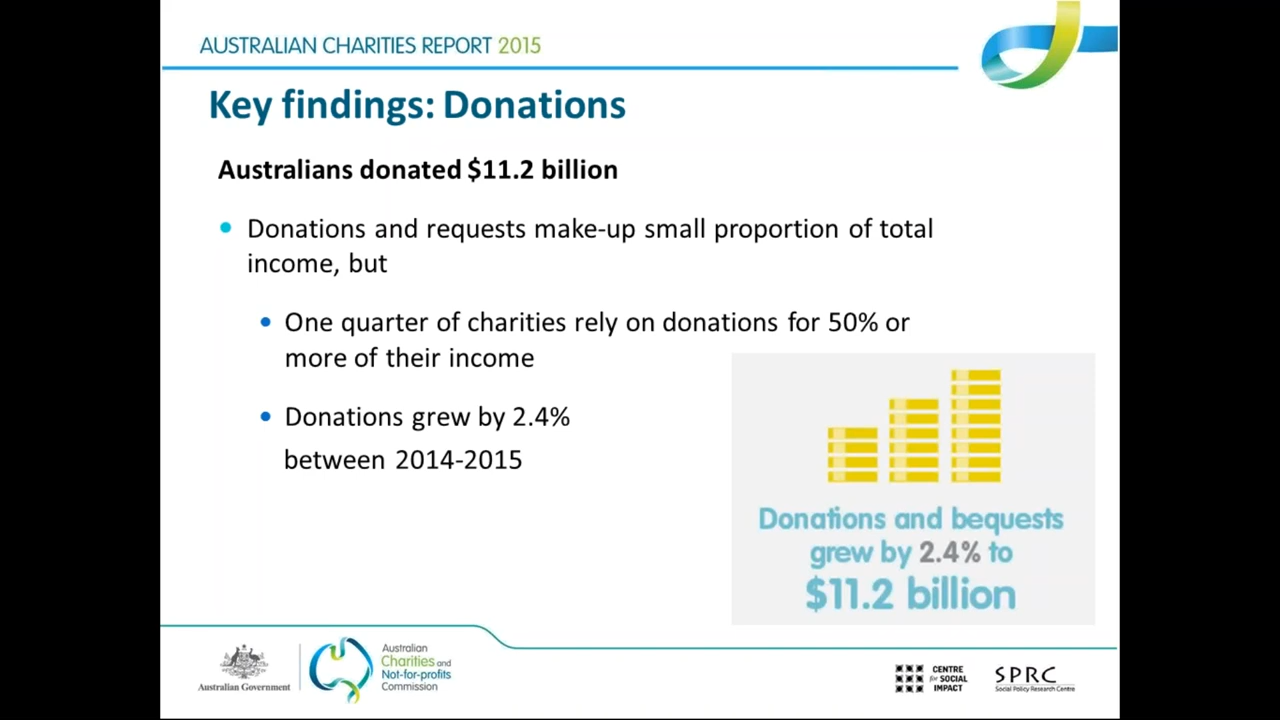 AUSTRALIAN CHARITIES REPORT 2015
Key findings: Donations
Australians donated $11.2 billion
Donations and requests make-up small proportion of total
income, but
One quarter of charities rely on donations for 50% or
more of their income
Donations grew by 2.4%
between 2014-2015
Donations and bequests
grew by 2.4% to
$11.2 billion
Australian Government
Australian
Charities and
Not-for-profits
Commission
CENTRE
for SOCIAL
IMPACT
SPRC
Social Policy Research Centre